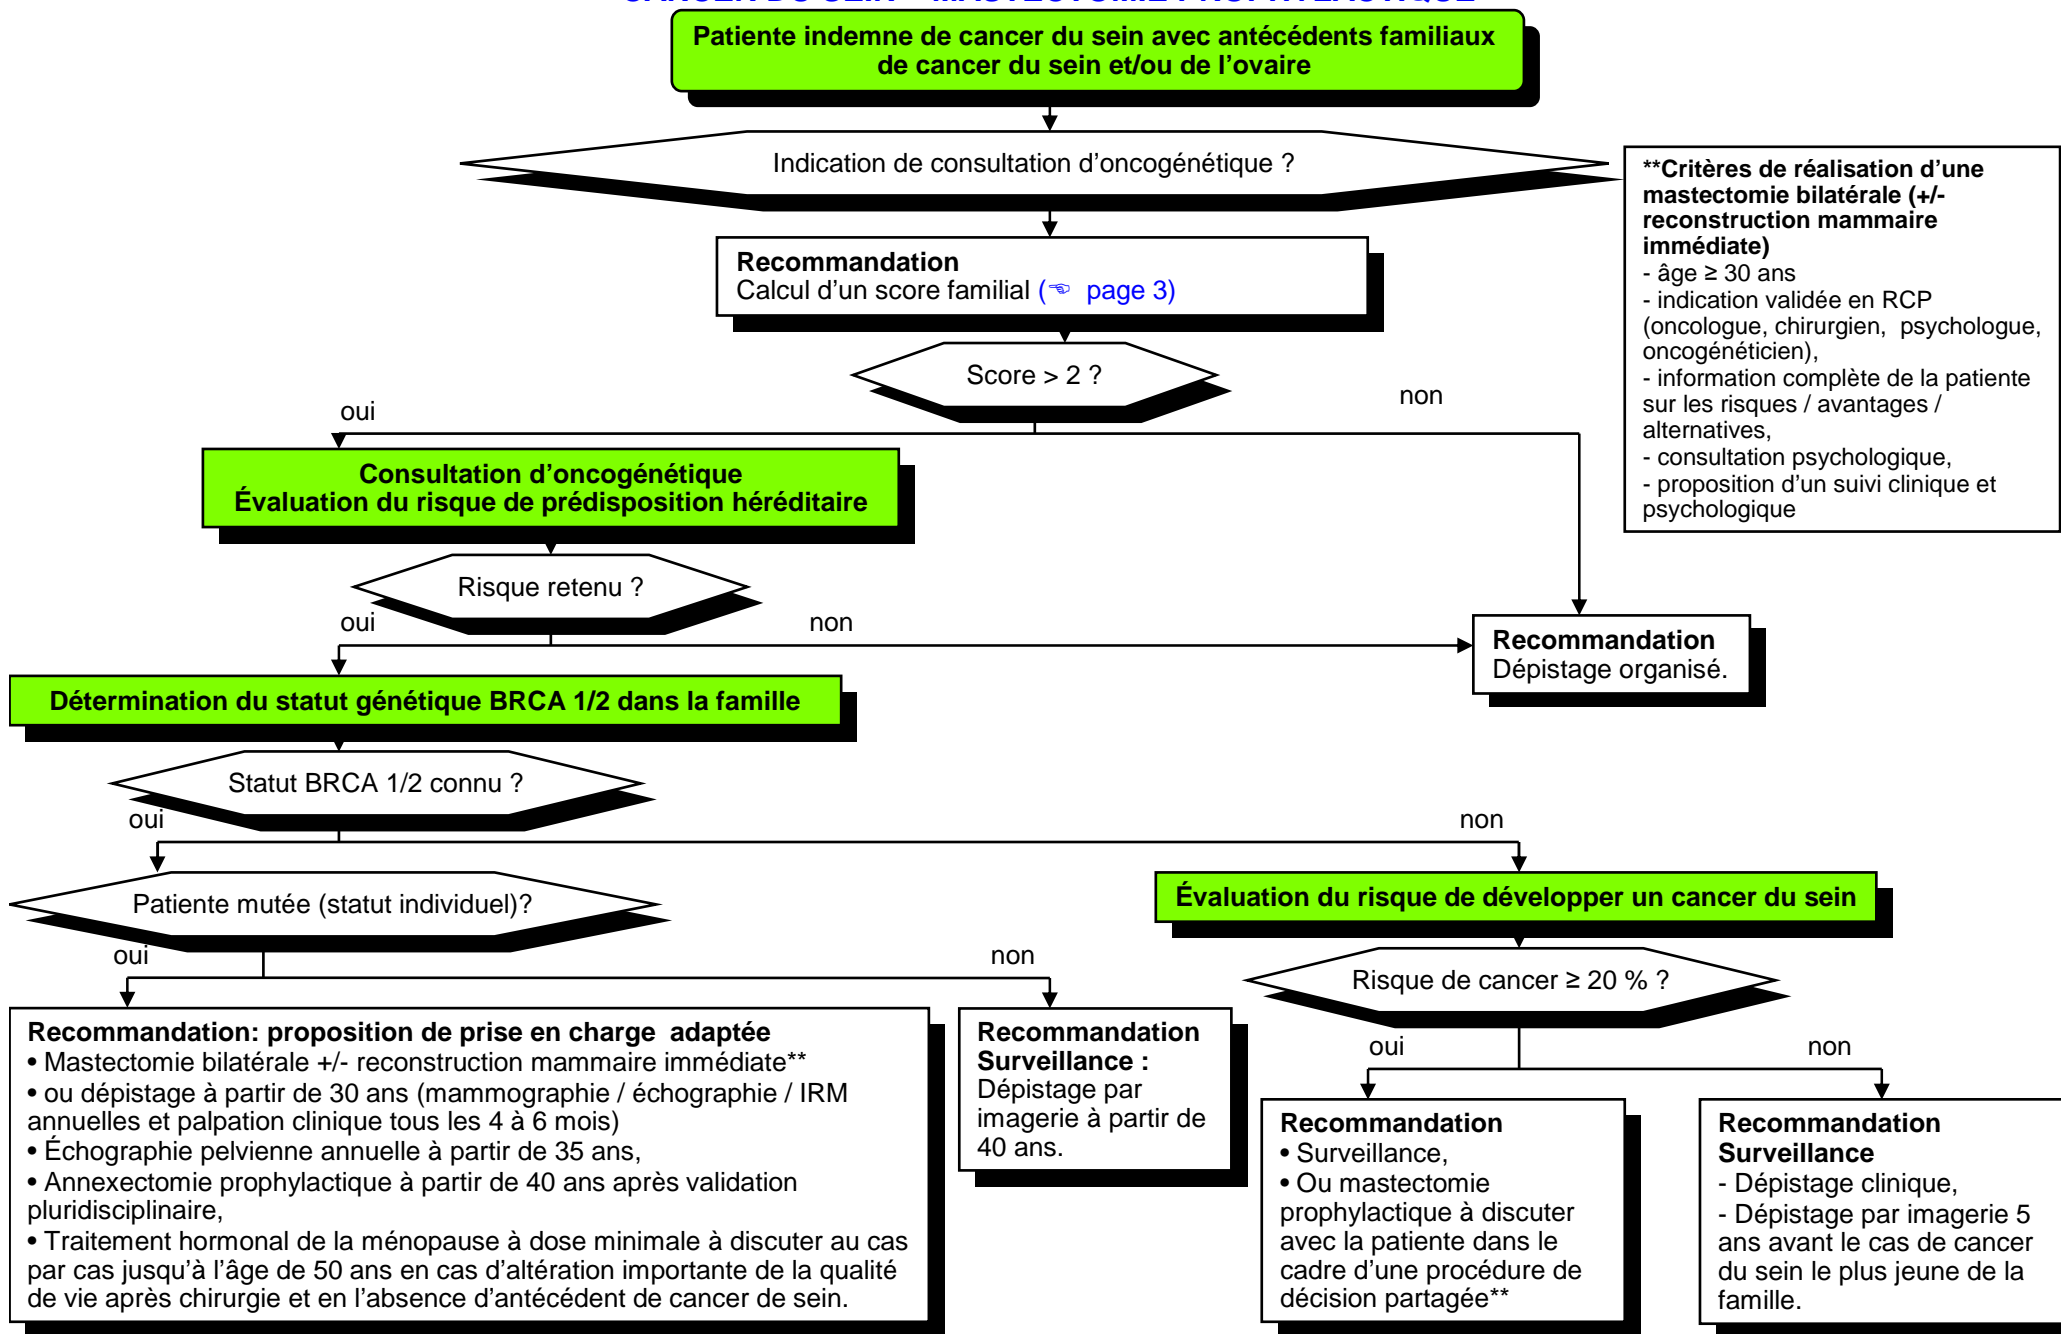 CANCER DU SEIN – MASTECTOMIE PROPHYLACTIQUE
Patiente indemne de cancer du sein avec antécédents familiaux
de cancer du sein et/ou de l’ovaire
Indication de consultation d’oncogénétique ?
**Critères de réalisation d’une
mastectomie bilatérale (+/-
reconstruction mammaire
immédiate)
- âge ≥ 30 ans
- indication validée en RCP
(oncologue, chirurgien, psychologue,
oncogénéticien),
- information complète de la patiente
sur les risques / avantages /
alternatives,
- consultation psychologique,
- proposition d’un suivi clinique et
psychologique
Recommandation
Calcul d’un score familial (☜ page 3)
Score > 2 ?
oui
non
Consultation d’oncogénétique
Évaluation du risque de prédisposition héréditaire
Risque retenu ?
oui
non
Recommandation
Dépistage organisé.
Détermination du statut génétique BRCA 1/2 dans la famille
Statut BRCA 1/2 connu ?
oui
non
Patiente mutée (statut individuel)?
Évaluation du risque de développer un cancer du sein
oui
non
Risque de cancer ≥ 20 % ?
oui
non
Recommandation: proposition de prise en charge adaptée
• Mastectomie bilatérale +/- reconstruction mammaire immédiate**
• ou dépistage à partir de 30 ans (mammographie / échographie / IRM
annuelles et palpation clinique tous les 4 à 6 mois)
• Échographie pelvienne annuelle à partir de 35 ans,
• Annexectomie prophylactique à partir de 40 ans après validation
pluridisciplinaire,
• Traitement hormonal de la ménopause à dose minimale à discuter au cas
par cas jusqu’à l’âge de 50 ans en cas d’altération importante de la qualité
de vie après chirurgie et en l’absence d’antécédent de cancer de sein.
Recommandation
Surveillance :
Dépistage par
imagerie à partir de
40 ans.
Recommandation
• Surveillance,
• Ou mastectomie
prophylactique à discuter
avec la patiente dans le
cadre d’une procédure de
décision partagée**
Recommandation
Surveillance
- Dépistage clinique,
- Dépistage par imagerie 5
ans avant le cas de cancer
du sein le plus jeune de la
famille.